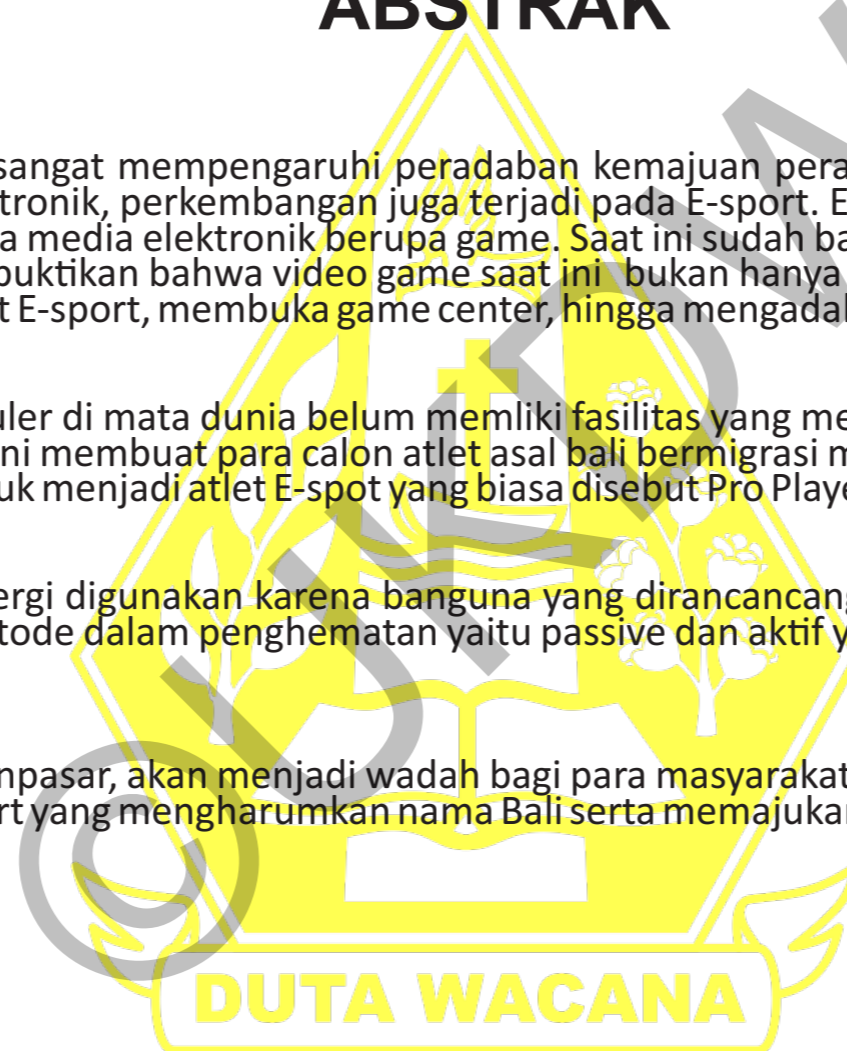 ABSTRAK
sangat mempengaruhi peradaban kemajuan pera
tronik, perkembangan juga terjadi pada E-sport. E
a media elektronik berupa game. Saat ini sudah ba
buktikan bahwa video game saat ini bukan hanya
t E-sport, membuka game center, hingga mengadak
uler di mata dunia belum memliki fasilitas yang me
ni membuat para calon atlet asal bali bermigrasi m
uk menjadi atlet E-spot yang biasa disebut Pro Playe
ergi digunakan karena banguna yang dirancancang
tode dalam penghematan yaitu passive dan aktif y
npasar, akan menjadi wadah bagi para masyarakat
rt yang mengharumkan nama Bali serta memajukan
©UKDW
DUTA WACANA